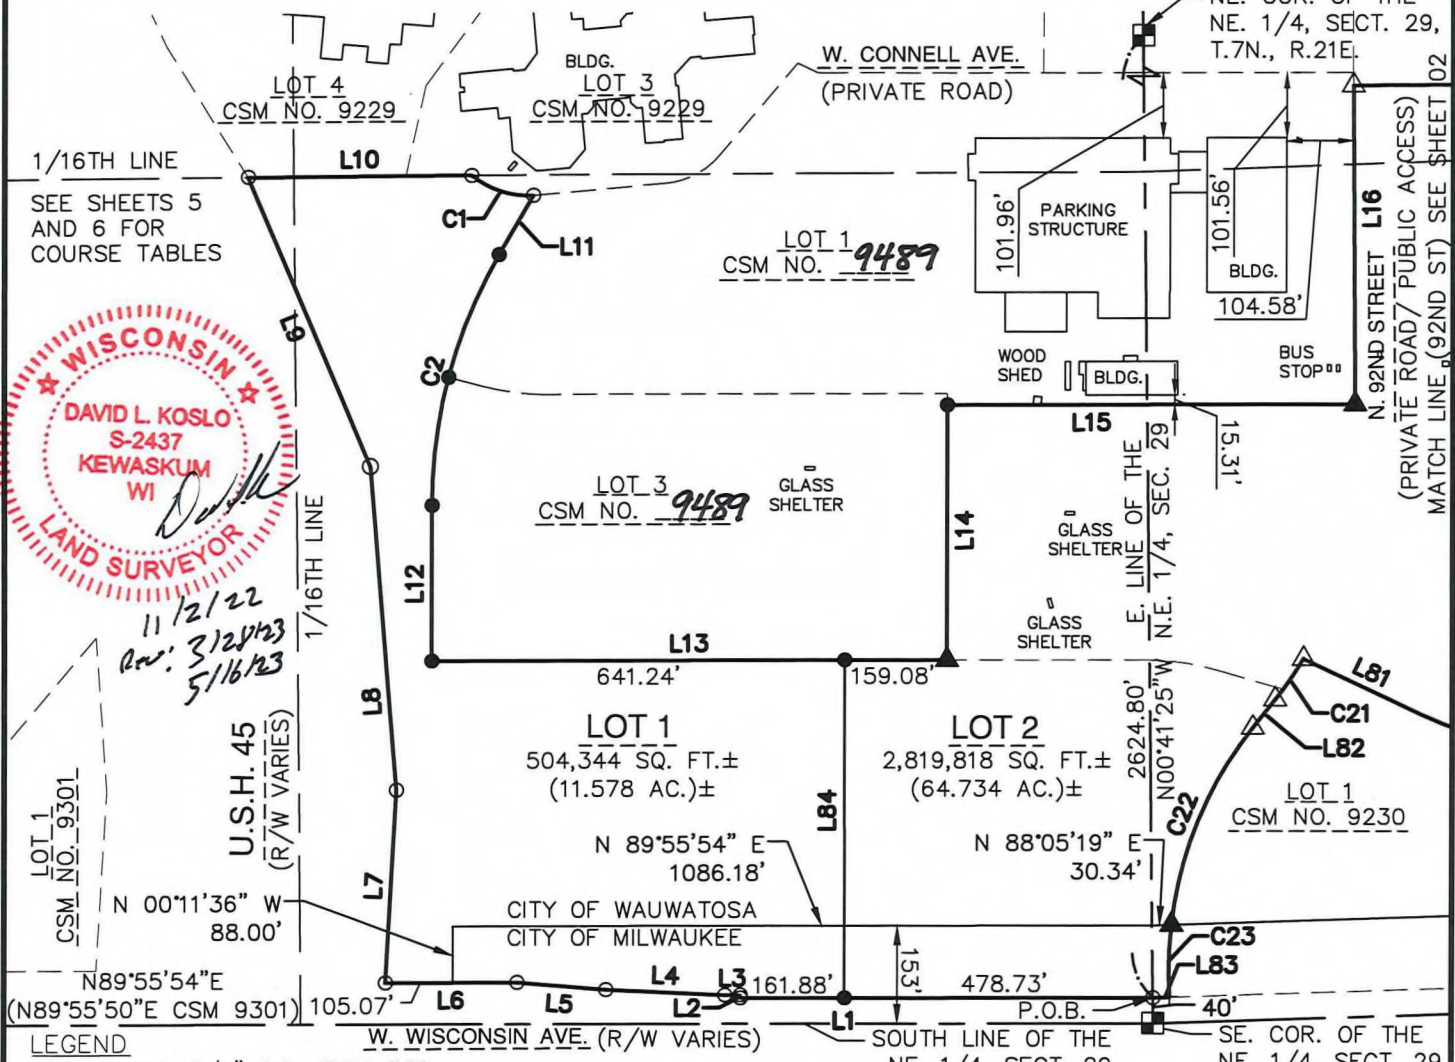 NE. COR. OF THE
NE. 1/4, SECT. 29,
T.7N., R.21E.
W. CONNELL AVE.
(PRIVATE ROAD)
BLDG.
LOT 4
CSM NO. 9229
LOT 3
CSM NO. 9229
1/16TH LINE
L10
SEE SHEETS 5
AND 6 FOR
COURSE TABLES
C1
L11
LOT 1
CSM NO. 9489
101.96'
PARKING
STRUCTURE
101.56'
BLDG.
104.58'
L16
N. 92ND STREET
(PRIVATE ROAD/ PUBLIC ACCESS)
MATCH LINE (92ND ST) SEE SHEET 02
L9
C2
WOOD
SHED
BLDG.
BUS
STOP
L15
15.31'
WISCONSIN
DAVID L. KOSLO
S-2437
KEWASKUM
WI
LAND SURVEYOR
11/2/22
Rev: 3/28/23
5/16/23
1/16TH LINE
LOT 3
CSM NO. 9489
GLASS
SHELTER
L14
GLASS
SHELTER
E. LINE OF THE
N.E. 1/4, SEC. 29
L12
GLASS
SHELTER
L13
641.24'
159.08'
L81
L8
C21
L82
LOT 1
504,344 SQ. FT.±
(11.578 AC.)±
LOT 2
2,819,818 SQ. FT.±
(64.734 AC.)±
2624.80'
N00°41'25"W
LOT 1
CSM NO. 9230
U.S.H. 45
(R/W VARIES)
LOT 1
CSM NO. 9301
L84
C22
N 89°55'54" E
1086.18'
N 88°05'19" E
30.34'
L7
N 00°11'36" W
88.00'
CITY OF WAUWATOSA
CITY OF MILWAUKEE
C23
L83
153'
N89°55'54"E
(N89°55'50"E CSM 9301)
105.07'
L6
L5
L4
L3
L2
161.88'
L1
478.73'
P.O.B.
40'
LEGEND
W. WISCONSIN AVE. (R/W VARIES)
SOUTH LINE OF THE
NE. 1/4, SECT. 29
SE. COR. OF THE
NE. 1/4, SECT. 29